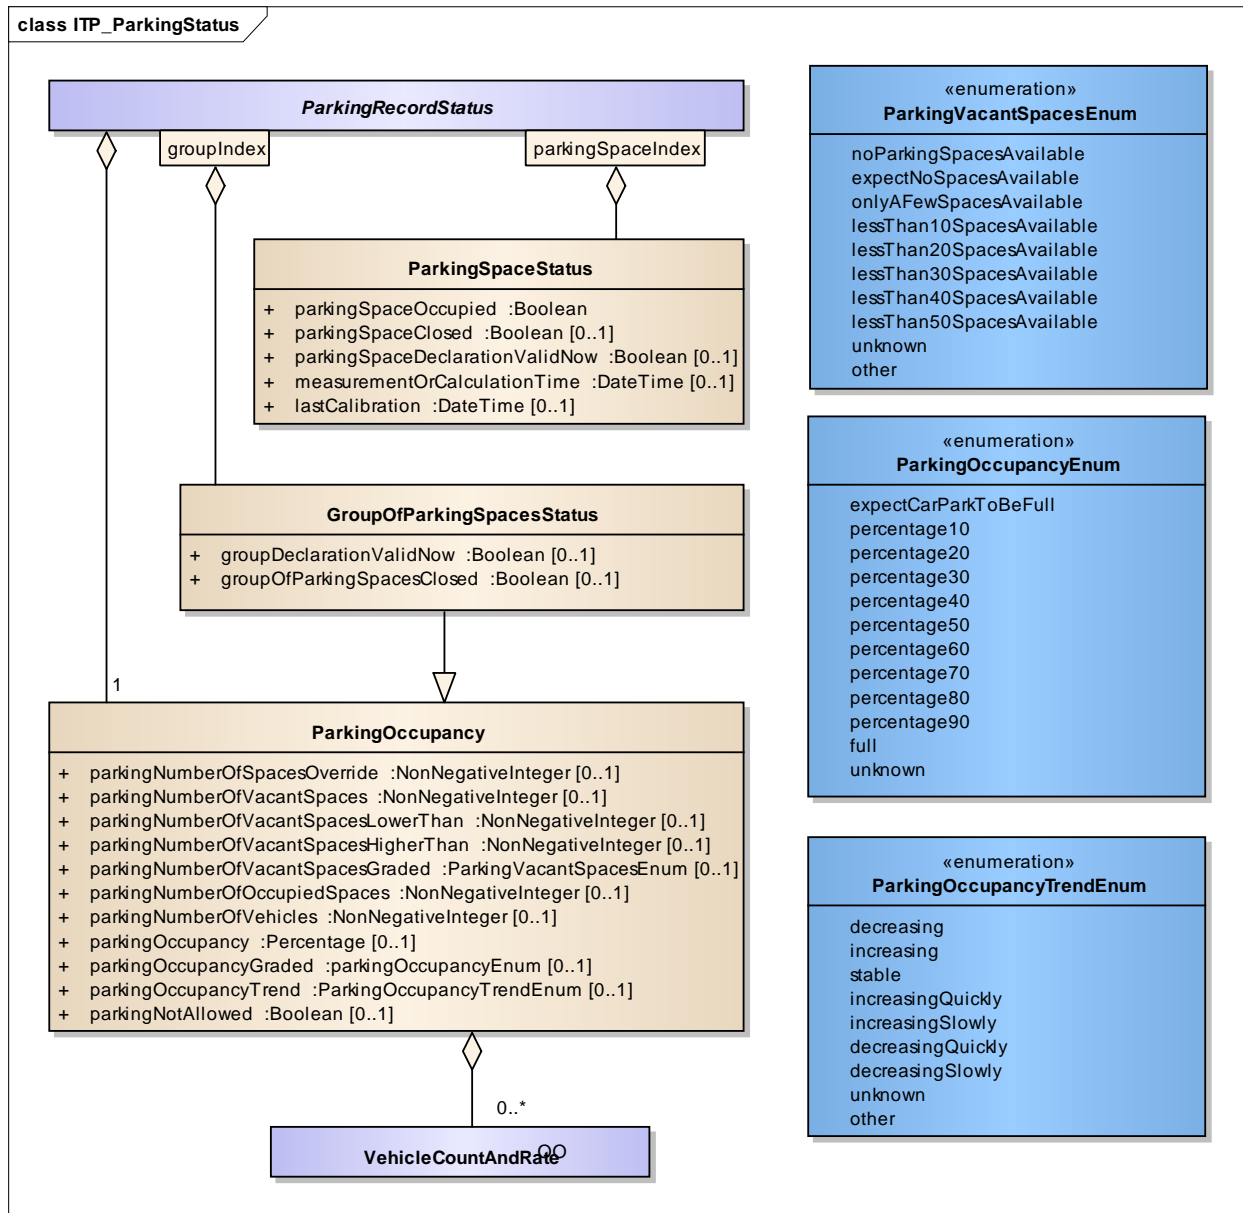 class ITP_ParkingStatus
ParkingRecordStatus
groupIndex
parkingSpaceIndex
ParkingSpaceStatus
+ parkingSpaceOccupied :Boolean
+ parkingSpaceClosed :Boolean [0..1]
+ parkingSpaceDeclarationValidNow :Boolean [0..1]
+ measurementOrCalculationTime :DateTime [0..1]
+ lastCalibration :DateTime [0..1]
GroupOfParkingSpacesStatus
+ groupDeclarationValidNow :Boolean [0..1]
+ groupOfParkingSpacesClosed :Boolean [0..1]
1
ParkingOccupancy
+ parkingNumberOfSpacesOverride :NonNegativeInteger [0..1]
+ parkingNumberOfVacantSpaces :NonNegativeInteger [0..1]
+ parkingNumberOfVacantSpacesLowerThan :NonNegativeInteger [0..1]
+ parkingNumberOfVacantSpacesHigherThan :NonNegativeInteger [0..1]
+ parkingNumberOfVacantSpacesGraded :ParkingVacantSpacesEnum [0..1]
+ parkingNumberOfOccupiedSpaces :NonNegativeInteger [0..1]
+ parkingNumberOfVehicles :NonNegativeInteger [0..1]
+ parkingOccupancy :Percentage [0..1]
+ parkingOccupancyGraded :parkingOccupancyEnum [0..1]
+ parkingOccupancyTrend :ParkingOccupancyTrendEnum [0..1]
+ parkingNotAllowed :Boolean [0..1]
0..*
VehicleCountAndRate
«enumeration»
ParkingVacantSpacesEnum
noParkingSpacesAvailable
expectNoSpacesAvailable
onlyAFewSpacesAvailable
lessThan10SpacesAvailable
lessThan20SpacesAvailable
lessThan30SpacesAvailable
lessThan40SpacesAvailable
lessThan50SpacesAvailable
unknown
other
«enumeration»
ParkingOccupancyEnum
expectCarParkToBeFull
percentage10
percentage20
percentage30
percentage40
percentage50
percentage60
percentage70
percentage80
percentage90
full
unknown
«enumeration»
ParkingOccupancyTrendEnum
decreasing
increasing
stable
increasingQuickly
increasingSlowly
decreasingQuickly
decreasingSlowly
unknown
other